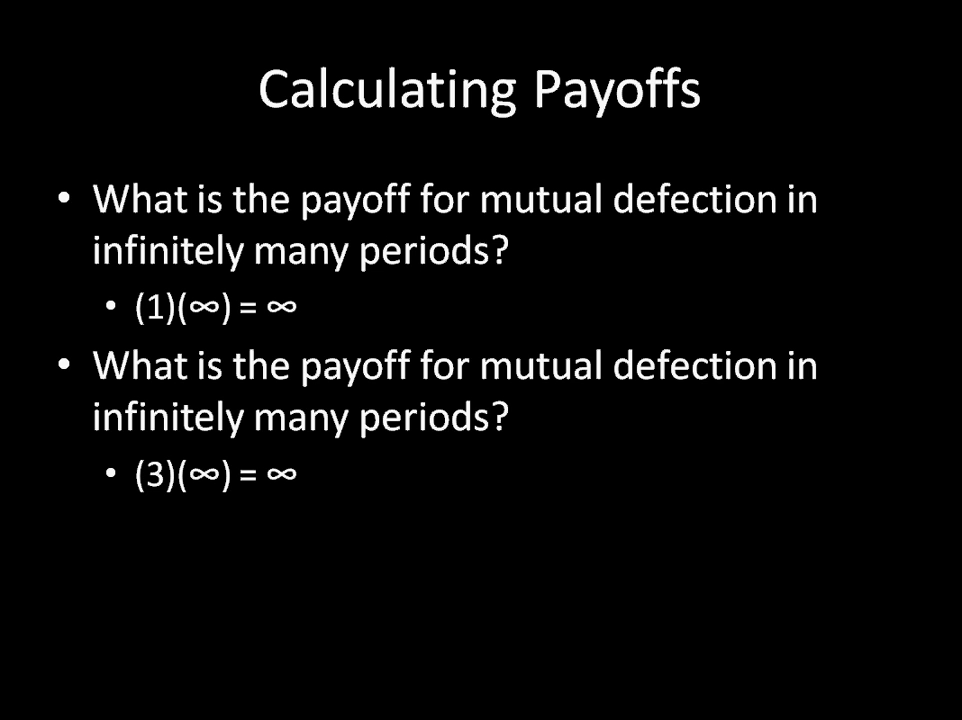 Calculating Payoffs
• What is the payoff for mutual defection in
infinitely many periods?
• (1)(∞) = ∞
• What is the payoff for mutual defection in
infinitely many periods?
• (3)(∞) = ∞